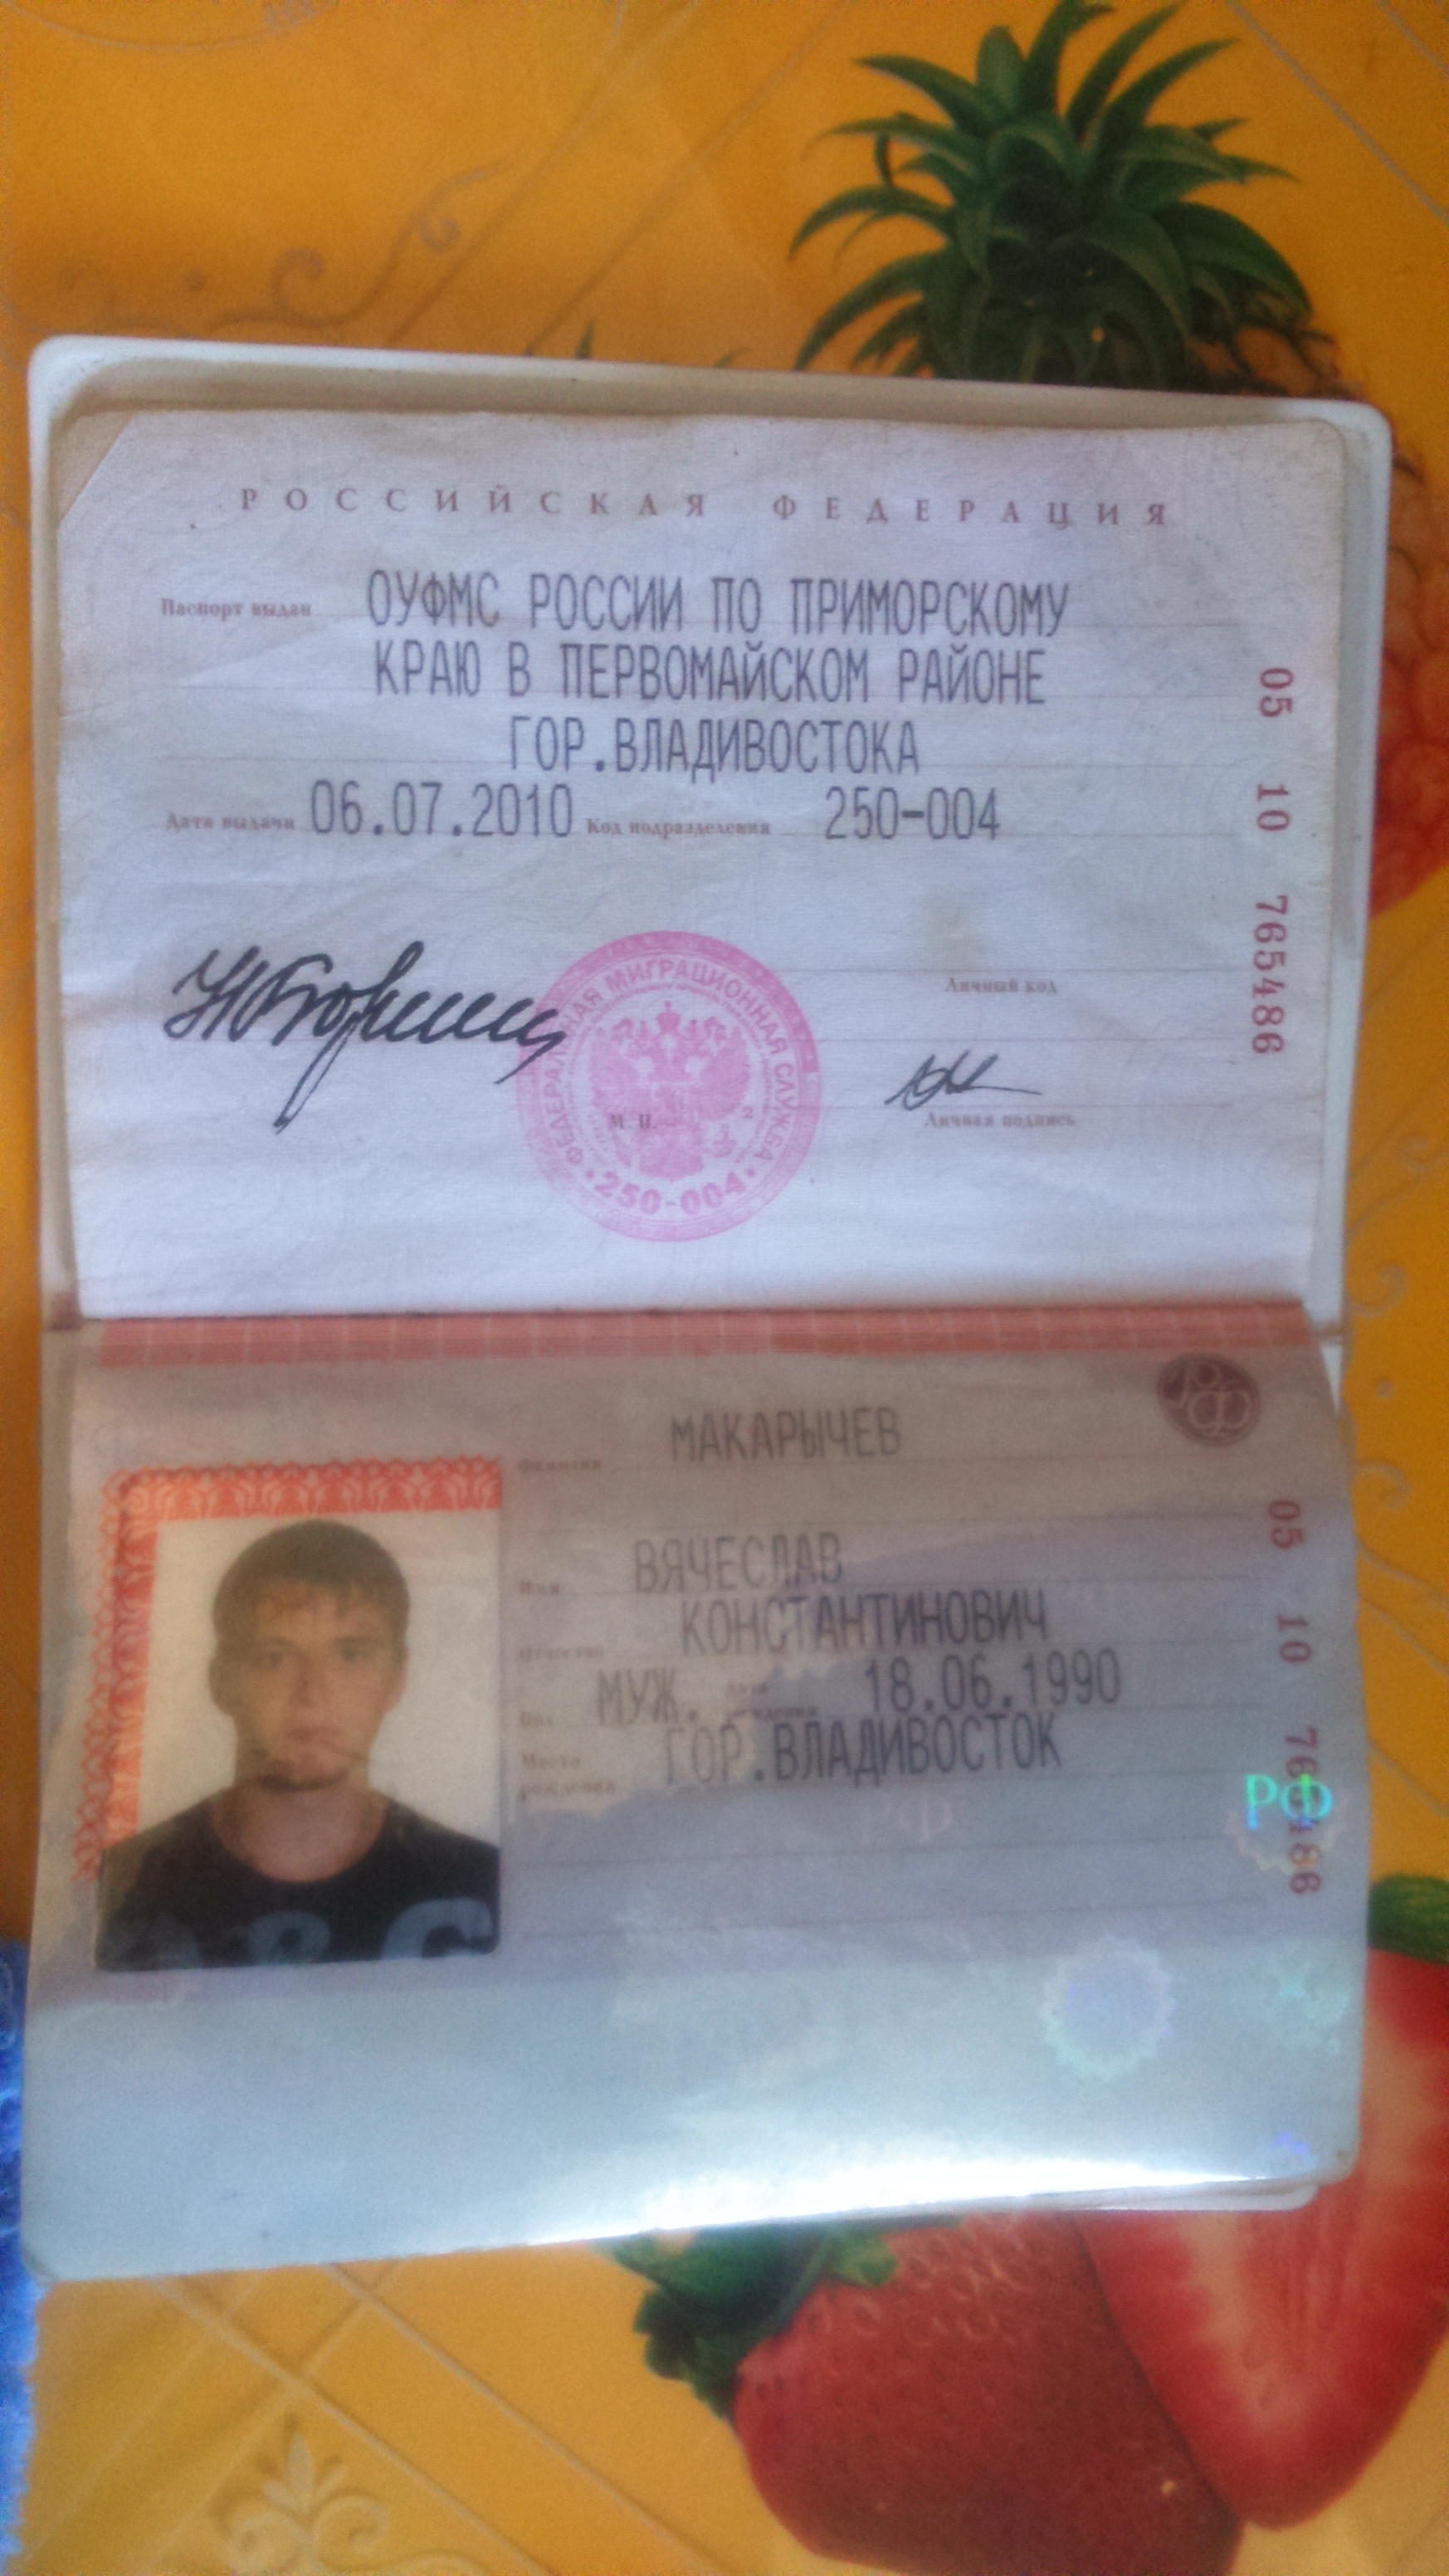 РОССИЙСКАЯ ФЕДЕРАЦИЯ
Паспорт выдан ОУФМС РОССИИ ПО ПРИМОРСКОМУ
КРАЮ В ПЕРВОМАЙСКОМ РАЙОНЕ
ГОР.ВЛАДИВОСТОКА
Дата выдачи 06.07.2010 Код подразделения 250-004
05 10 765486
Личный код
ФЕДЕРАЛЬНАЯ МИГРАЦИОННАЯ СЛУЖБА
М. П.
2
250-004
Личная подпись
РФ
Фамилия МАКАРЫЧЕВ
Имя ВЯЧЕСЛАВ
Отчество КОНСТАНТИНОВИЧ
Пол МУЖ. Дата рождения 18.06.1990
Место рождения ГОР.ВЛАДИВОСТОК
05 10 765486
РФ
РФ